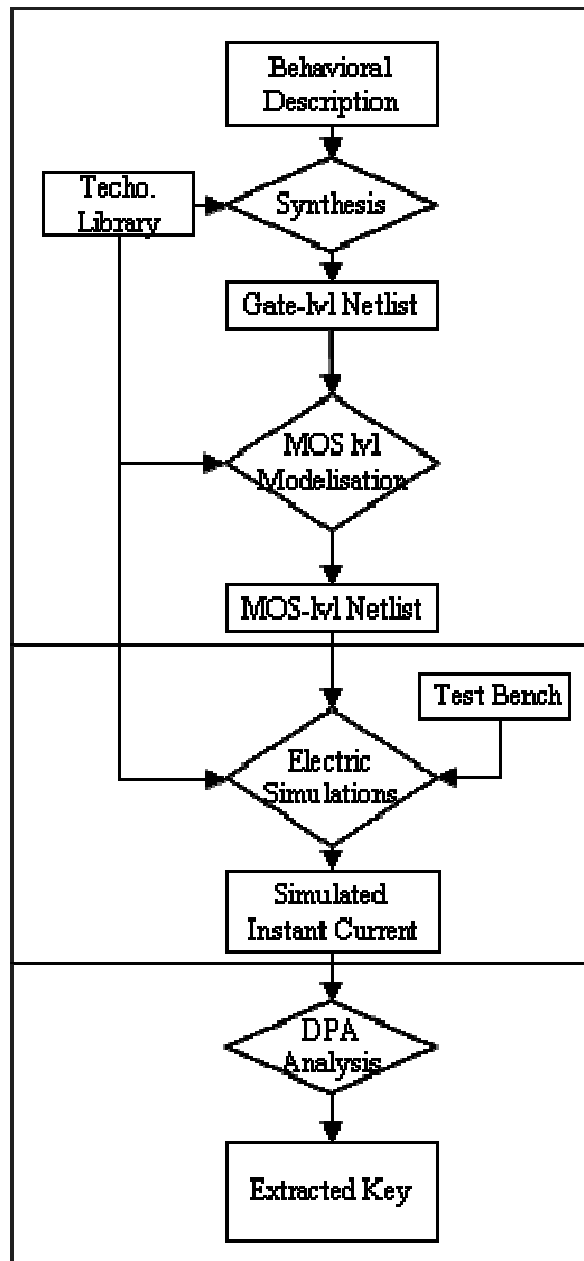 Behavioral
Description
Techo.
Library
Synthesis
Gate-lvl Netlist
MOS lvl
Modelisation
MOS-lvl Netlist
Test Bench
Electric
Simulations
Simulated
Instant Current
DPA
Analysis
Extracted Key